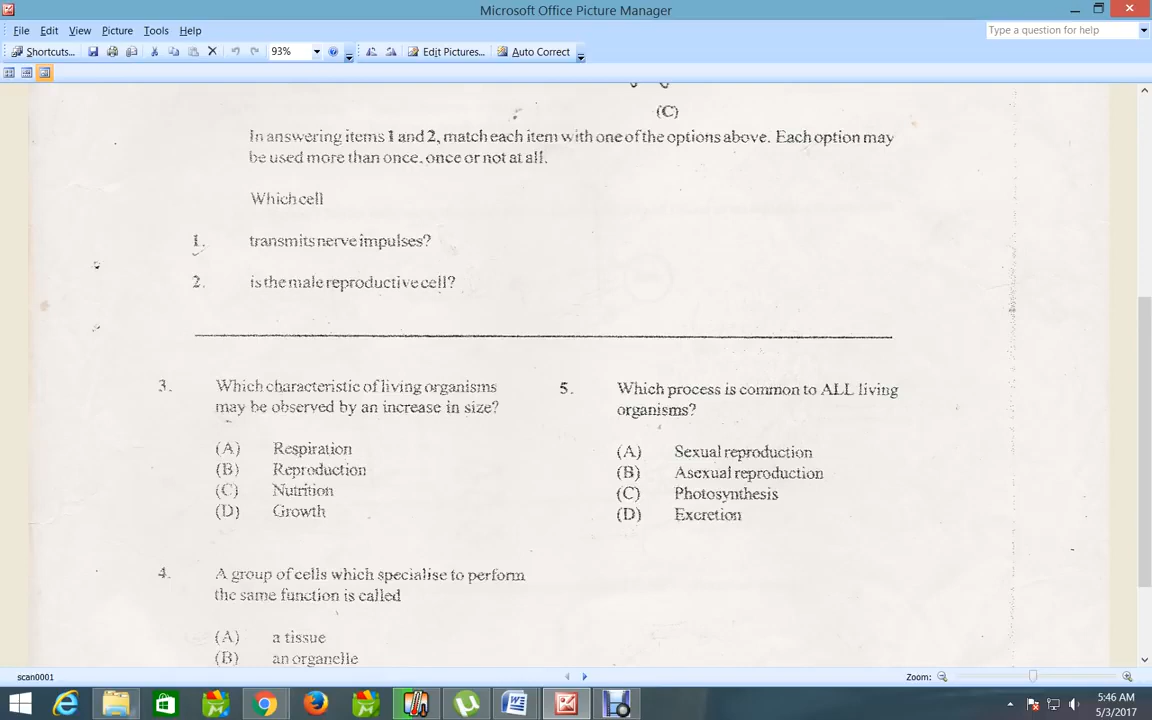 Microsoft Office Picture Manager
File Edit View Picture Tools Help
Type a question for help
Shortcuts... 93% Edit Pictures... Auto Correct
(C)
In answering items 1 and 2, match each item with one of the options above. Each option may
be used more than once, once or not at all.
Which cell
1. transmits nerve impulses?
2. is the male reproductive cell?
3. Which characteristic of living organisms
may be observed by an increase in size?
(A) Respiration
(B) Reproduction
(C) Nutrition
(D) Growth
4. A group of cells which specialise to perform
the same function is called
(A) a tissue
(B) an organelle
5. Which process is common to ALL living
organisms?
(A) Sexual reproduction
(B) Asexual reproduction
(C) Photosynthesis
(D) Excretion
scan0001
Zoom:
5:46 AM
5/3/2017